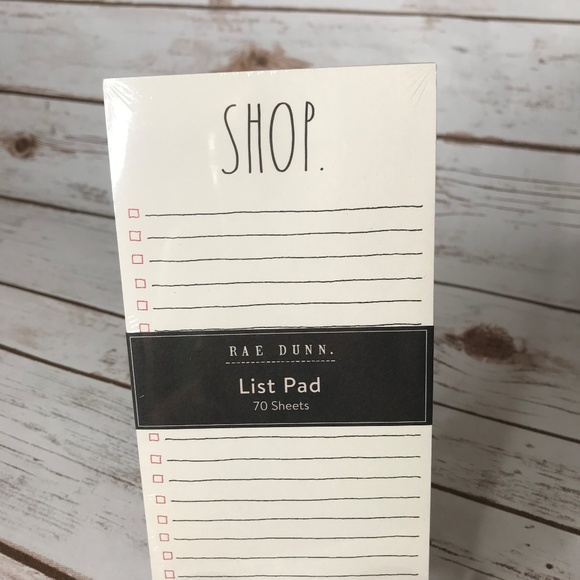 SHOP.
RAE DUNN.
List Pad
70 Sheets